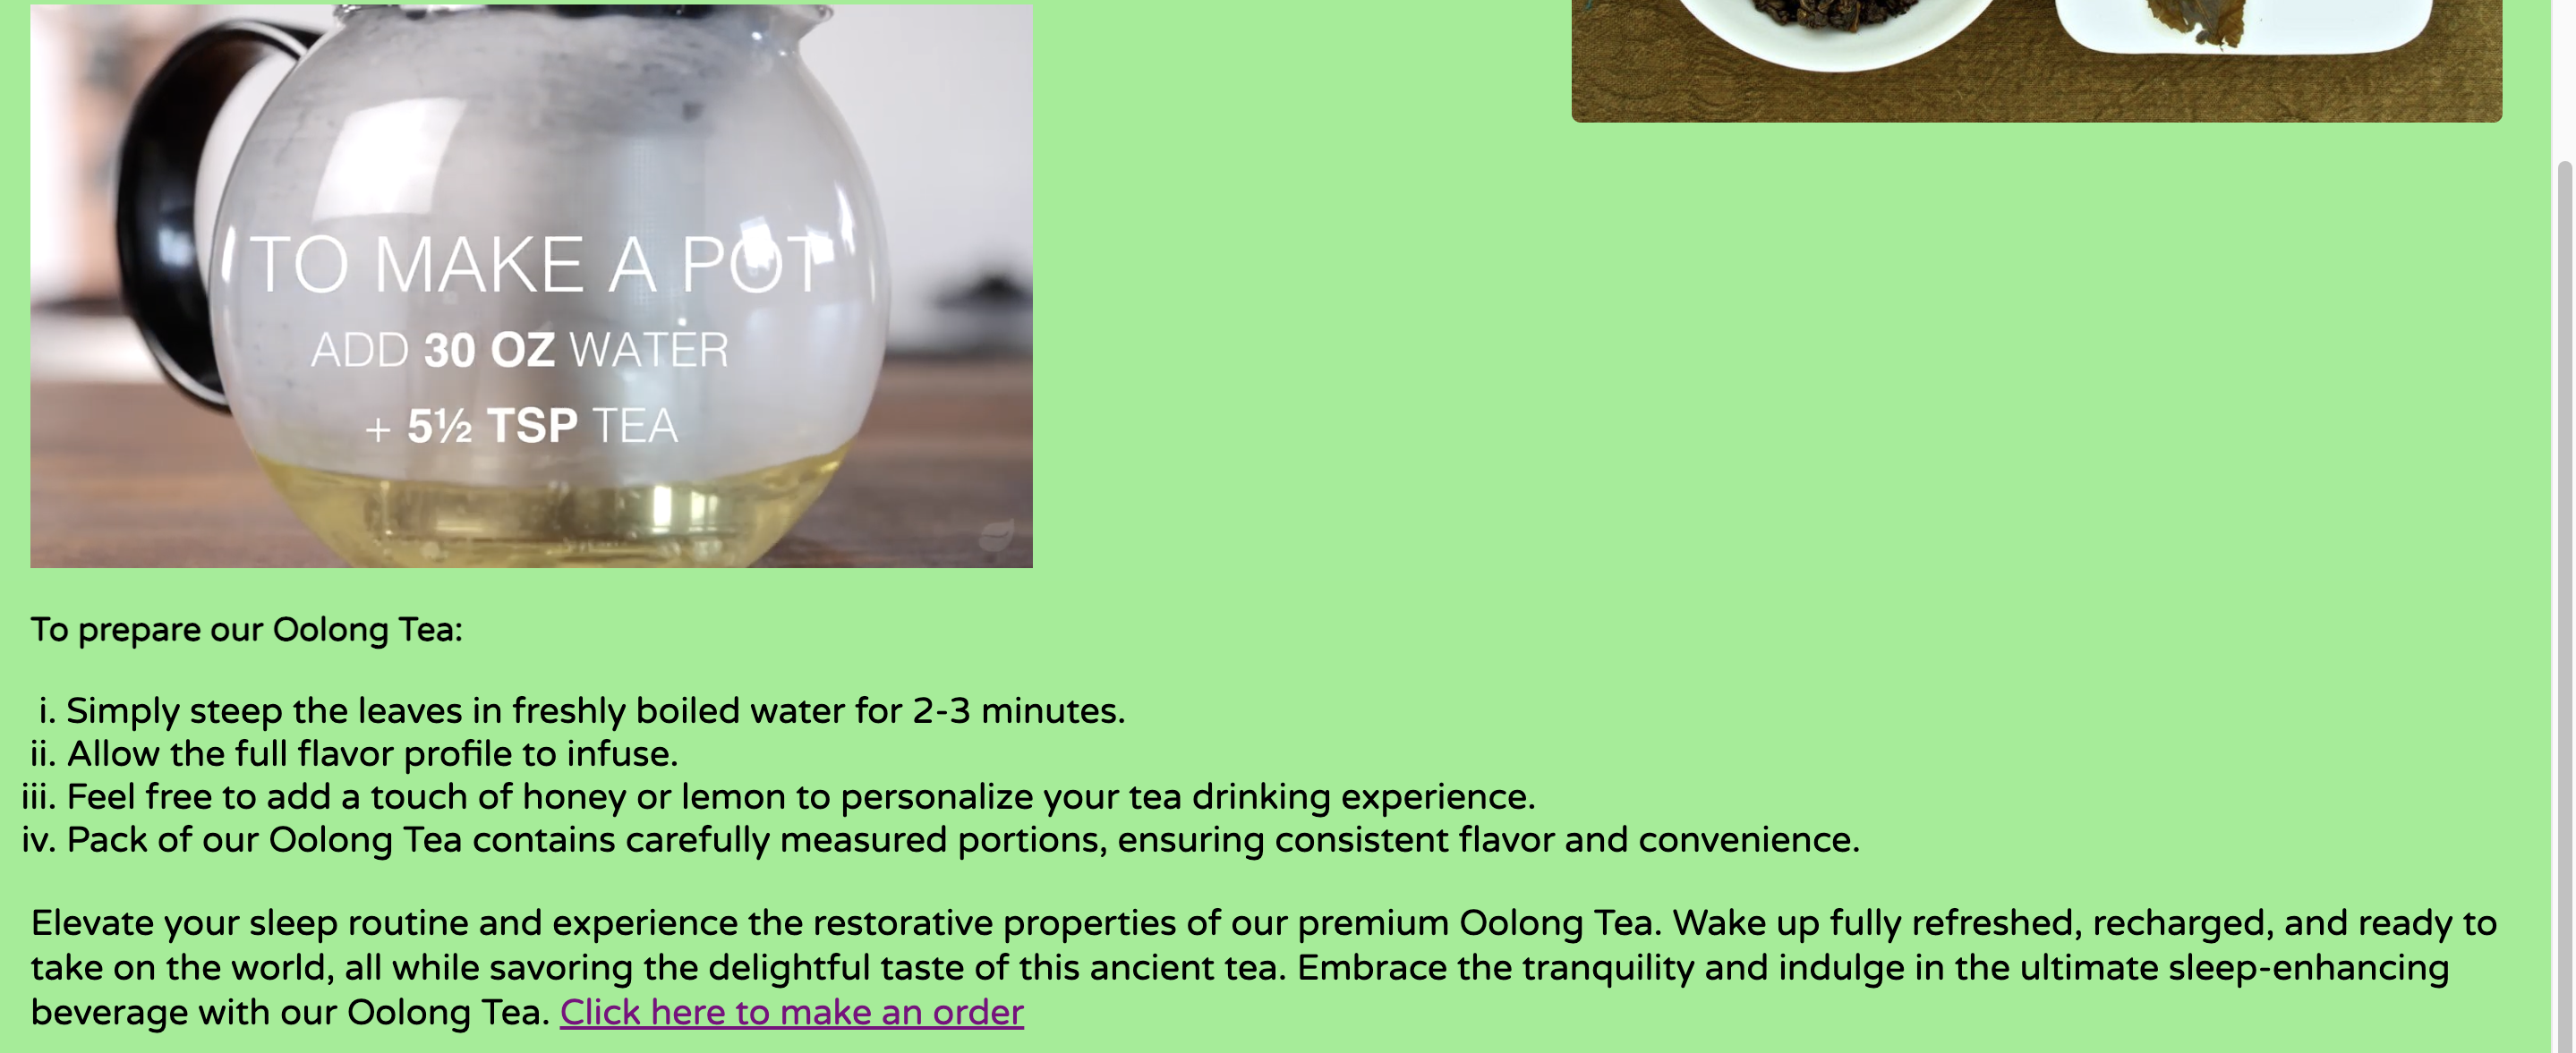 TO MAKE A POT
ADD 30 OZ WATER
+ 5½ TSP TEA
To prepare our Oolong Tea:
i. Simply steep the leaves in freshly boiled water for 2-3 minutes.
ii. Allow the full flavor profile to infuse.
iii. Feel free to add a touch of honey or lemon to personalize your tea drinking experience.
iv. Pack of our Oolong Tea contains carefully measured portions, ensuring consistent flavor and convenience.
Elevate your sleep routine and experience the restorative properties of our premium Oolong Tea. Wake up fully refreshed, recharged, and ready to
take on the world, all while savoring the delightful taste of this ancient tea. Embrace the tranquility and indulge in the ultimate sleep-enhancing
beverage with our Oolong Tea. Click here to make an order